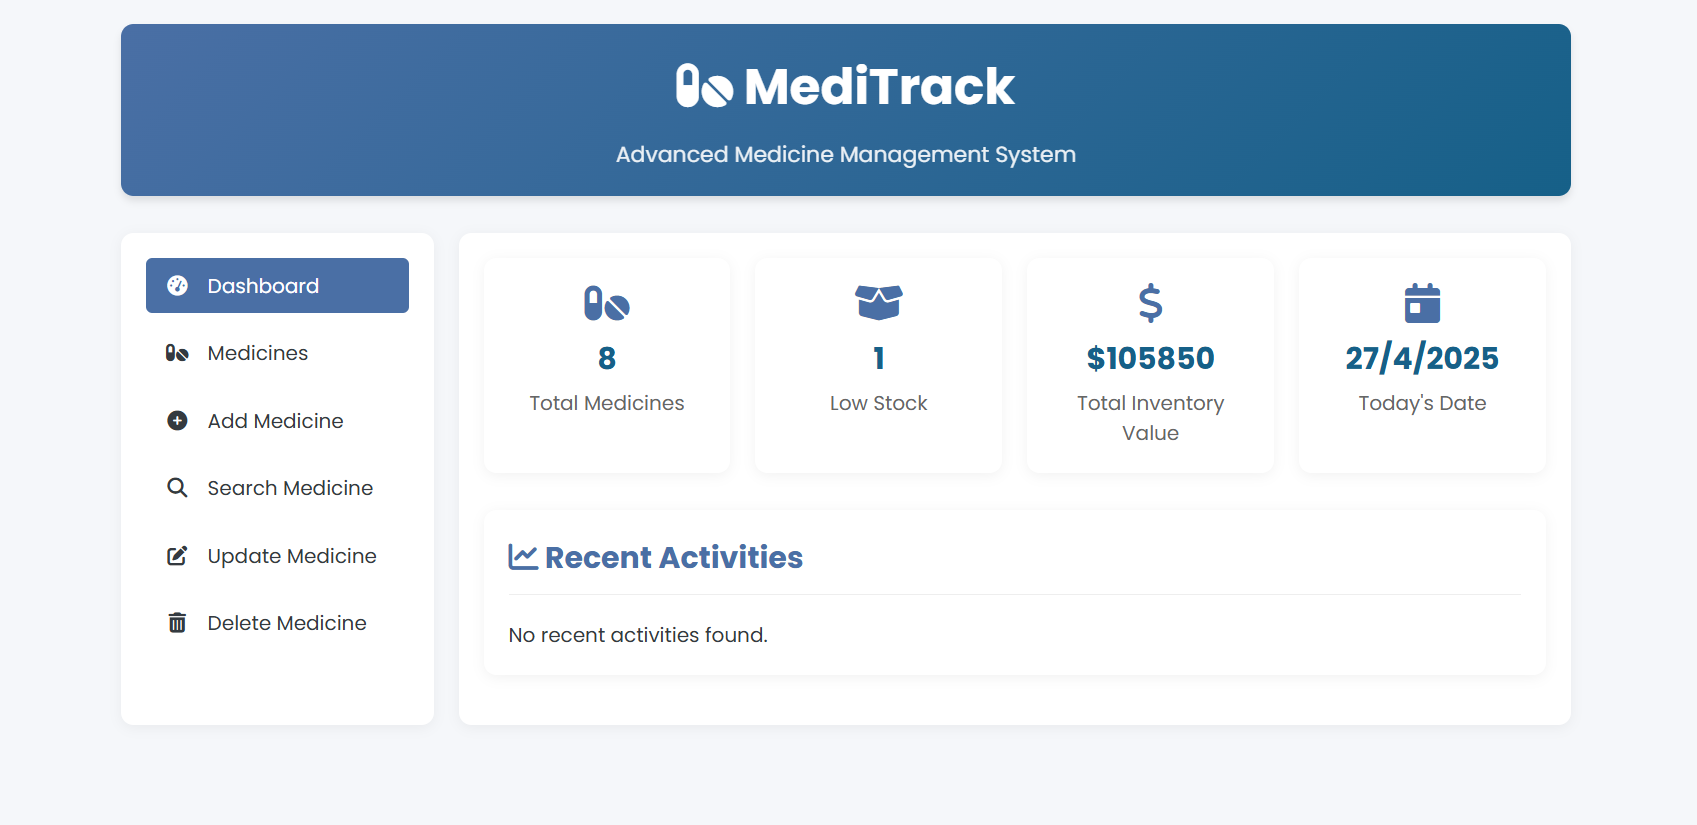 MediTrack
Advanced Medicine Management System
Dashboard
Medicines
Add Medicine
Search Medicine
Update Medicine
Delete Medicine
8
Total Medicines
1
Low Stock
$105850
Total Inventory
Value
27/4/2025
Today's Date
Recent Activities
No recent activities found.